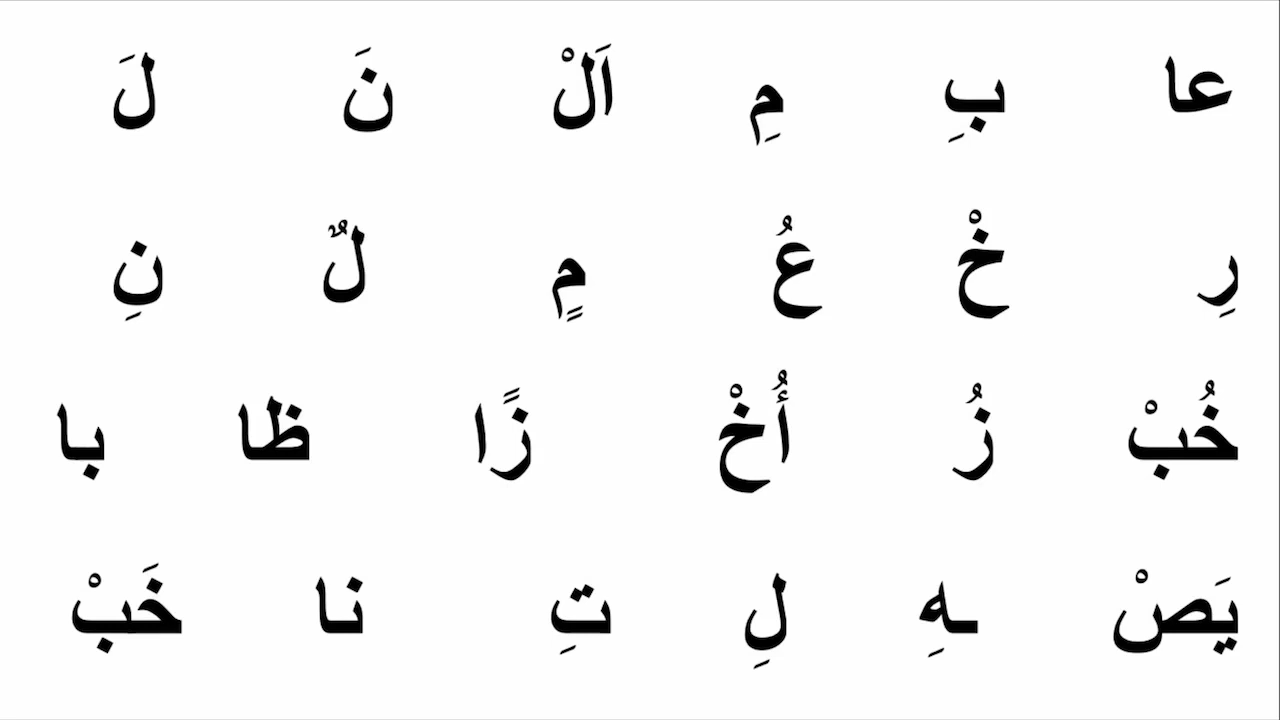 عا بِ مِ اَلْ نَ لَ
رِ خْ عُ مٍ لٌ نِ
خُبْ زُ أُخْ زًا ظا با
يَصْ ـهِ لِ تِ نا خَبْ